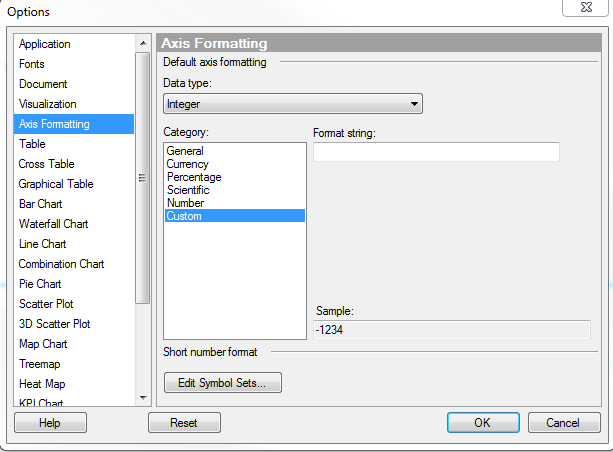 Options
Application
Fonts
Document
Visualization
Axis Formatting
Table
Cross Table
Graphical Table
Bar Chart
Waterfall Chart
Line Chart
Combination Chart
Pie Chart
Scatter Plot
3D Scatter Plot
Map Chart
Treemap
Heat Map
KPI Chart
Axis Formatting
Default axis formatting
Data type:
Integer
Category:
General
Currency
Percentage
Scientific
Number
Custom
Format string:
Sample:
-1234
Short number format
Edit Symbol Sets...
Help
Reset
OK
Cancel